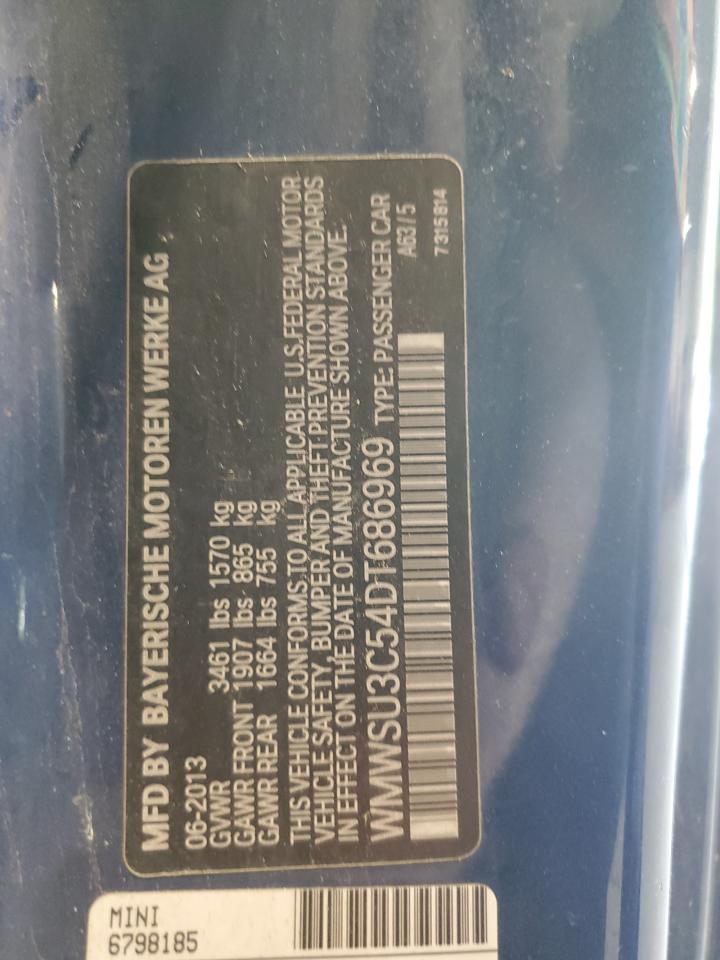 MFD BY BAYERISCHE MOTOREN WERKE AG
06-2013
GVWR 3461 lbs 1570 kg
GAWR FRONT 1907 lbs 865 kg
GAWR REAR 1664 lbs 755 kg
THIS VEHICLE CONFORMS TO ALL APPLICABLE U.S.FEDERAL MOTOR
VEHICLE SAFETY, BUMPER AND THEFT PREVENTION STANDARDS
IN EFFECT ON THE DATE OF MANUFACTURE SHOWN ABOVE.
WMWSU3C54DT686969 TYPE: PASSENGER CAR
A63 / 5
7315814
MINI
6798185